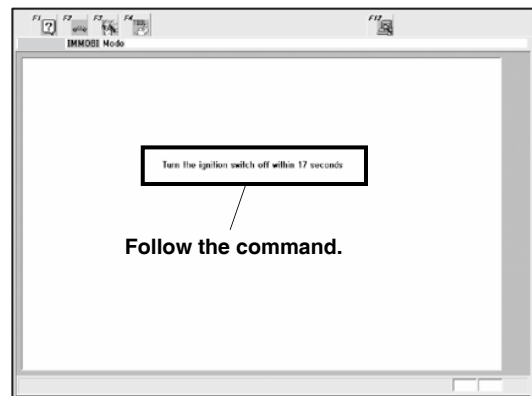 F1 F2 F3 F4 F12
IMMOBI Mode
Turn the ignition switch off within 17 seconds
Follow the command.